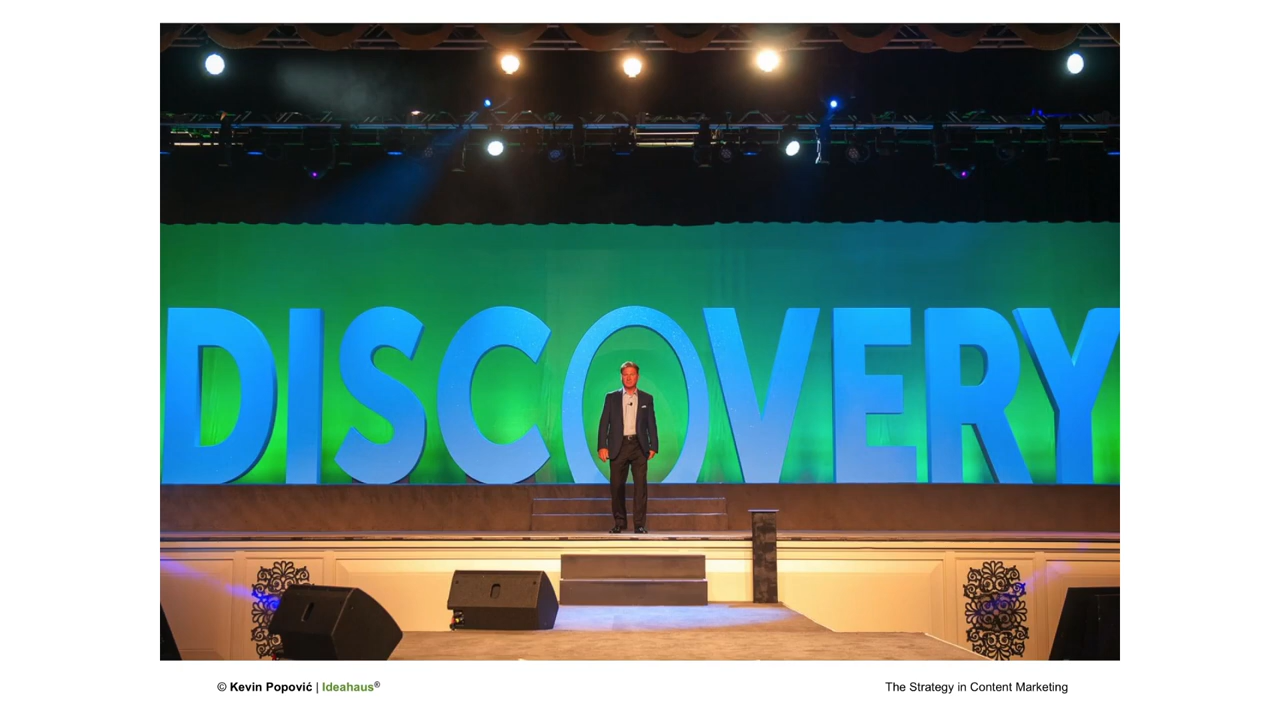 DISCOVERY
© Kevin Popović | Ideahaus®
The Strategy in Content Marketing